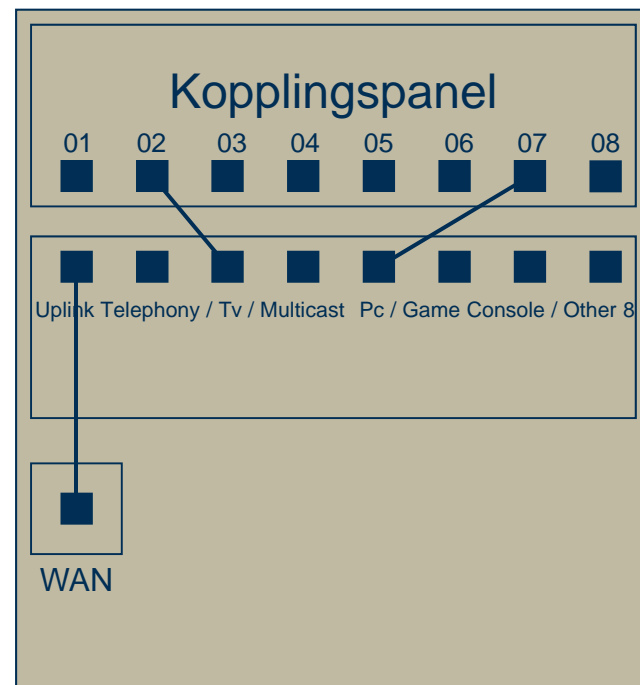 Kopplingspanel
01 02 03 04 05 06 07 08
Uplink Telephony / Tv / Multicast Pc / Game Console / Other 8
WAN